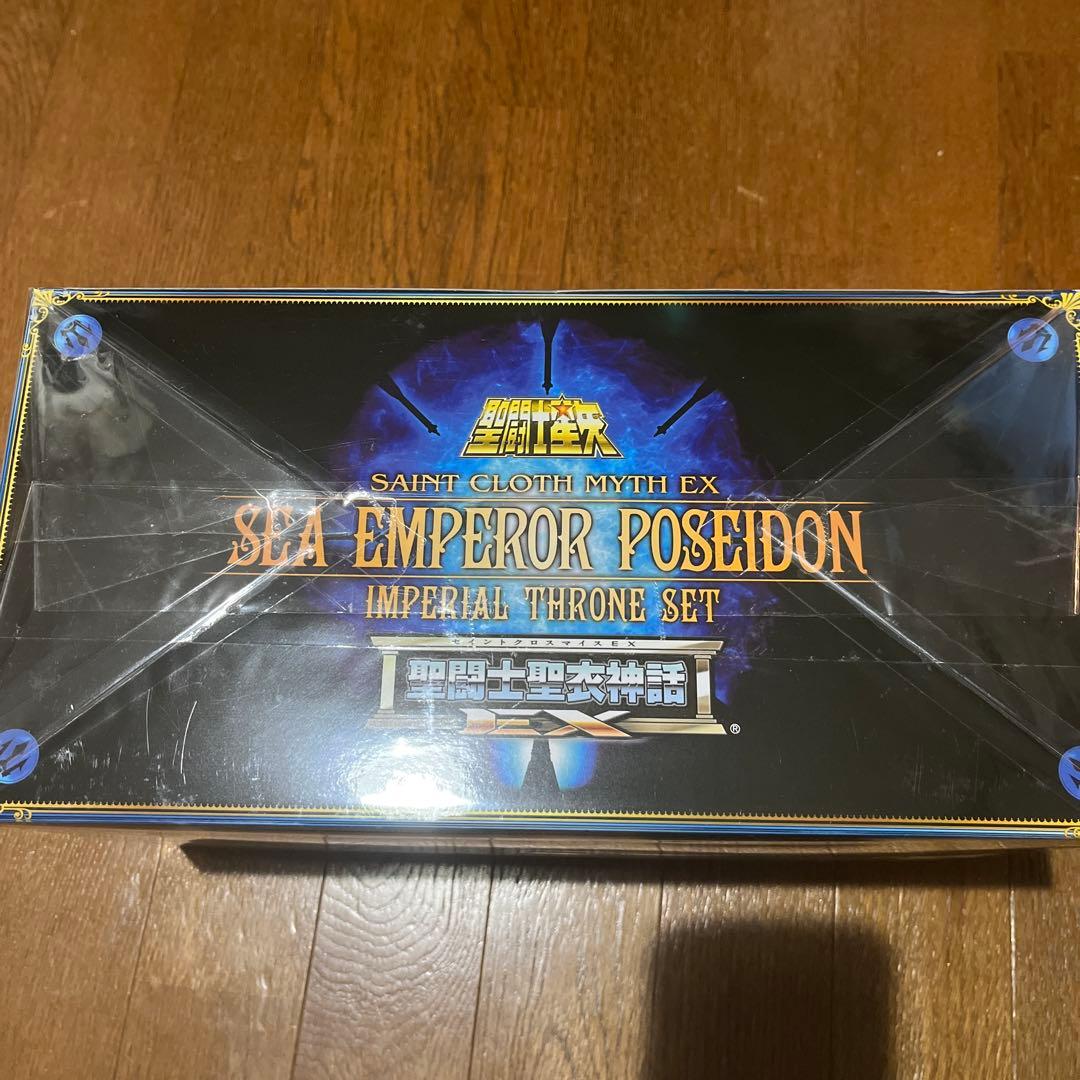 聖闘士星矢
SAINT CLOTH MYTH EX
SEA EMPEROR POSEIDON
IMPERIAL THRONE SET
セイントクロスマイスEX
聖闘士聖衣神話
EX ®